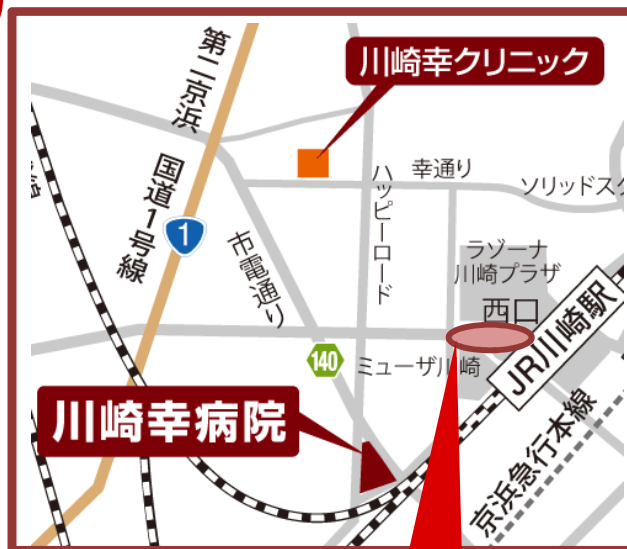 川崎幸クリニック
第二京浜
国道1号線
1
幸通り
ソリッドスク
ハッピーロード
市電通り
ラゾーナ
川崎プラザ
西口
JR川崎駅
140
ミューザ川崎
川崎幸病院
京浜急行本線